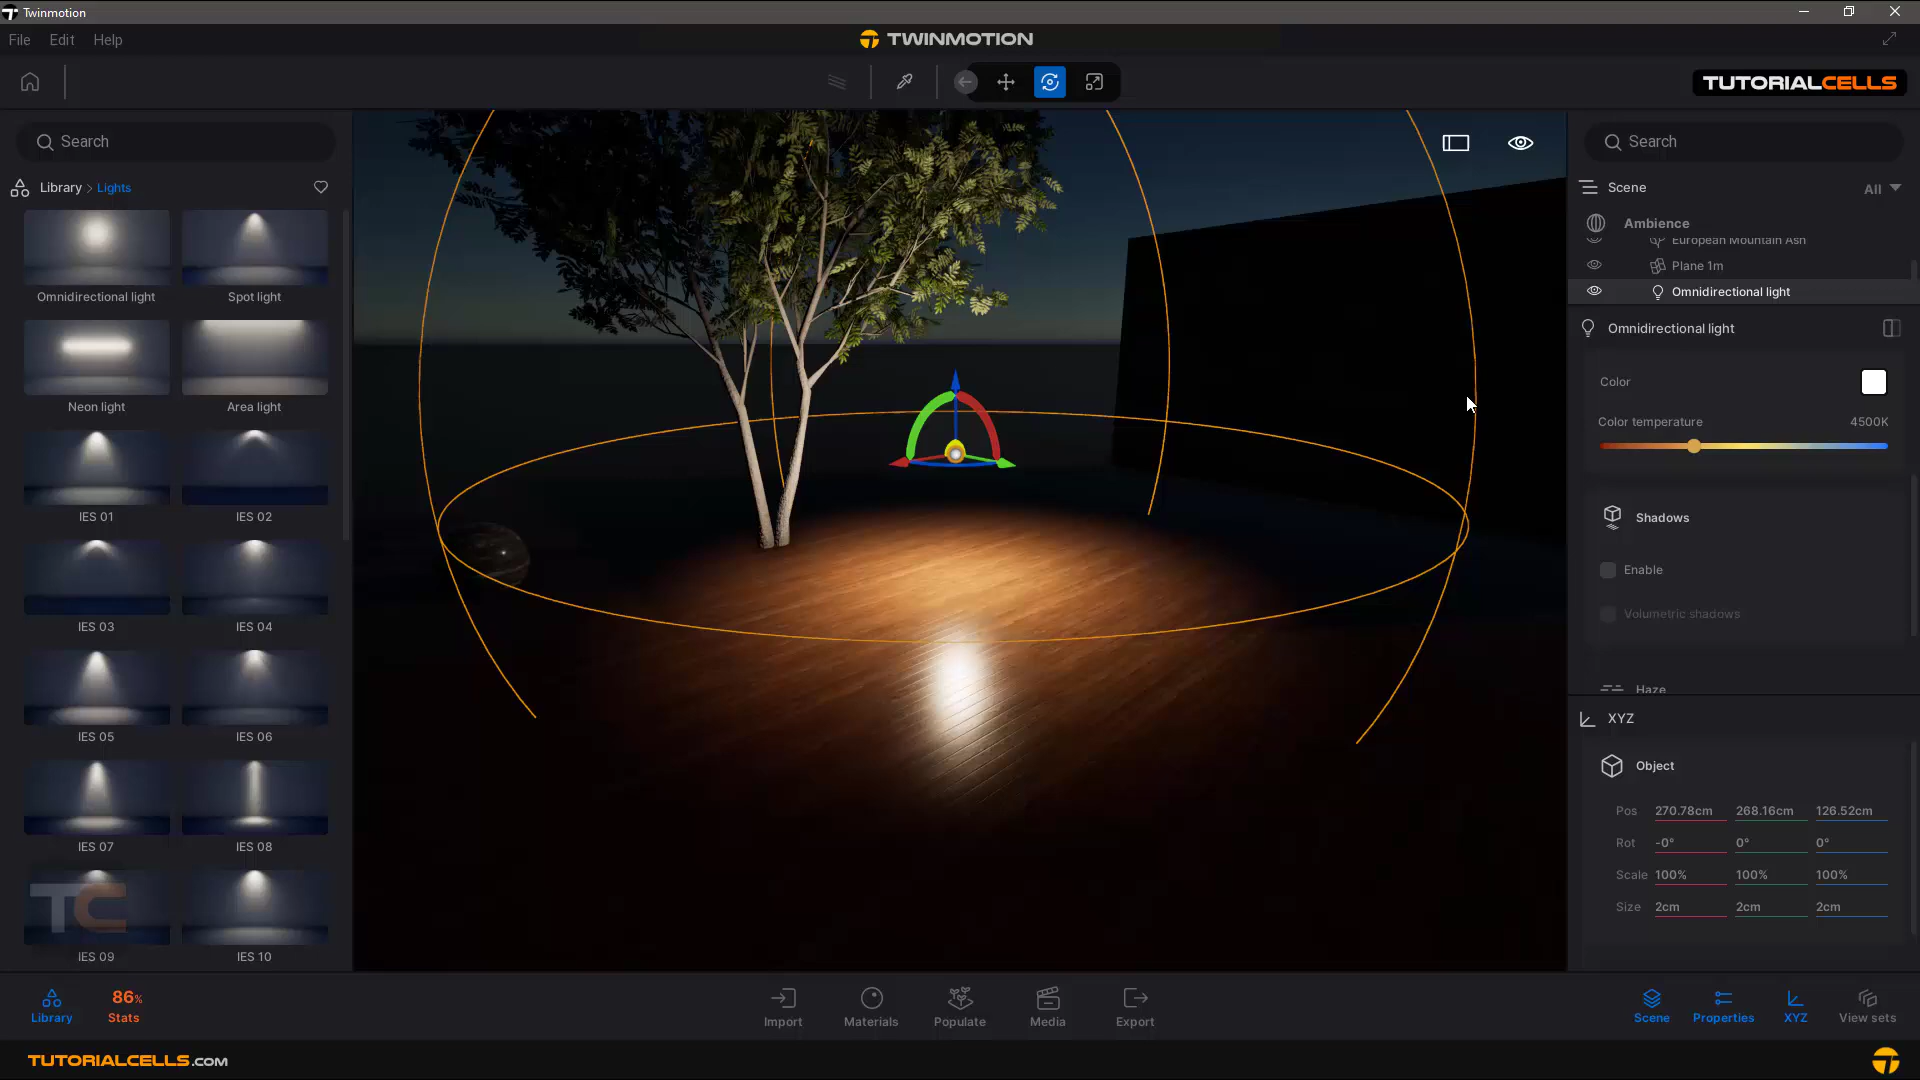 Twinmotion
File Edit Help
TWINMOTION
TUTORIALCELLS
Search
Library > Lights
Omnidirectional light
Spot light
Neon light
Area light
IES 01
IES 02
IES 03
IES 04
IES 05
IES 06
IES 07
IES 08
TC
IES 09
IES 10
Search
Scene
All
Ambience
European Mountain Ash
Plane 1m
Omnidirectional light
Omnidirectional light
Color
Color temperature 4500K
Shadows
Enable
Volumetric shadows
Haze
XYZ
Object
Pos 270.78cm 268.16cm 126.52cm
Rot -0° 0° 0°
Scale 100% 100% 100%
Size 2cm 2cm 2cm
Library
86%
Stats
Import
Materials
Populate
Media
Export
Scene
Properties
XYZ
View sets
TUTORIALCELLS.COM